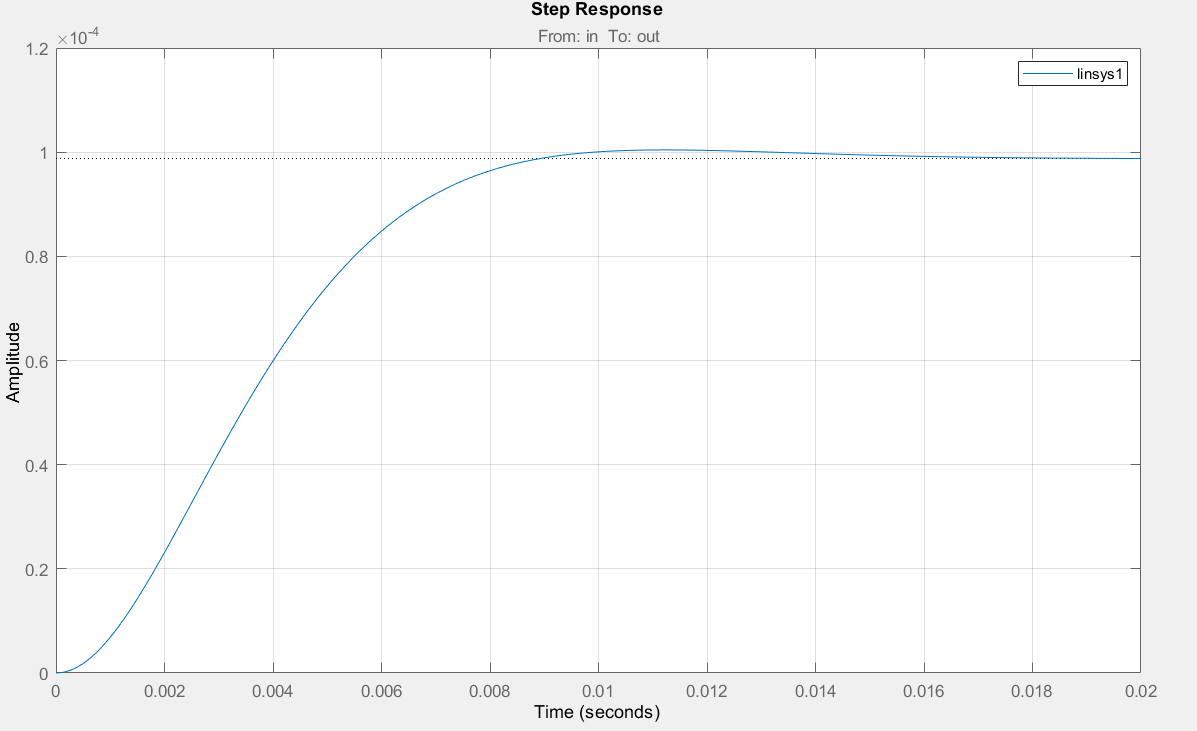 Step Response
From: in To: out
×10-4
linsys1
1.2
1
0.8
0.6
0.4
0.2
0
Amplitude
0 0.002 0.004 0.006 0.008 0.01 0.012 0.014 0.016 0.018 0.02
Time (seconds)